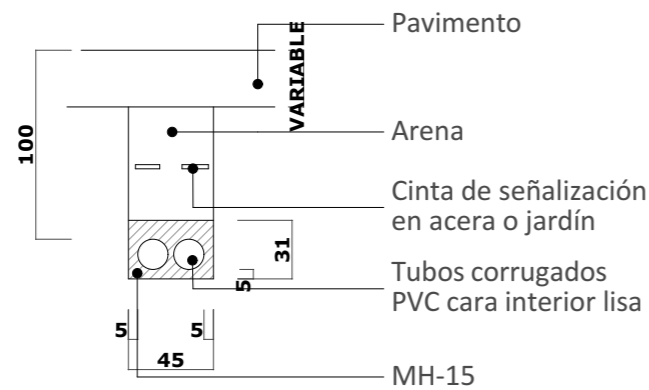 Pavimento
VARIABLE
100
Arena
Cinta de señalización
en acera o jardín
31
5
Tubos corrugados
PVC cara interior lisa
5
5
45
MH-15